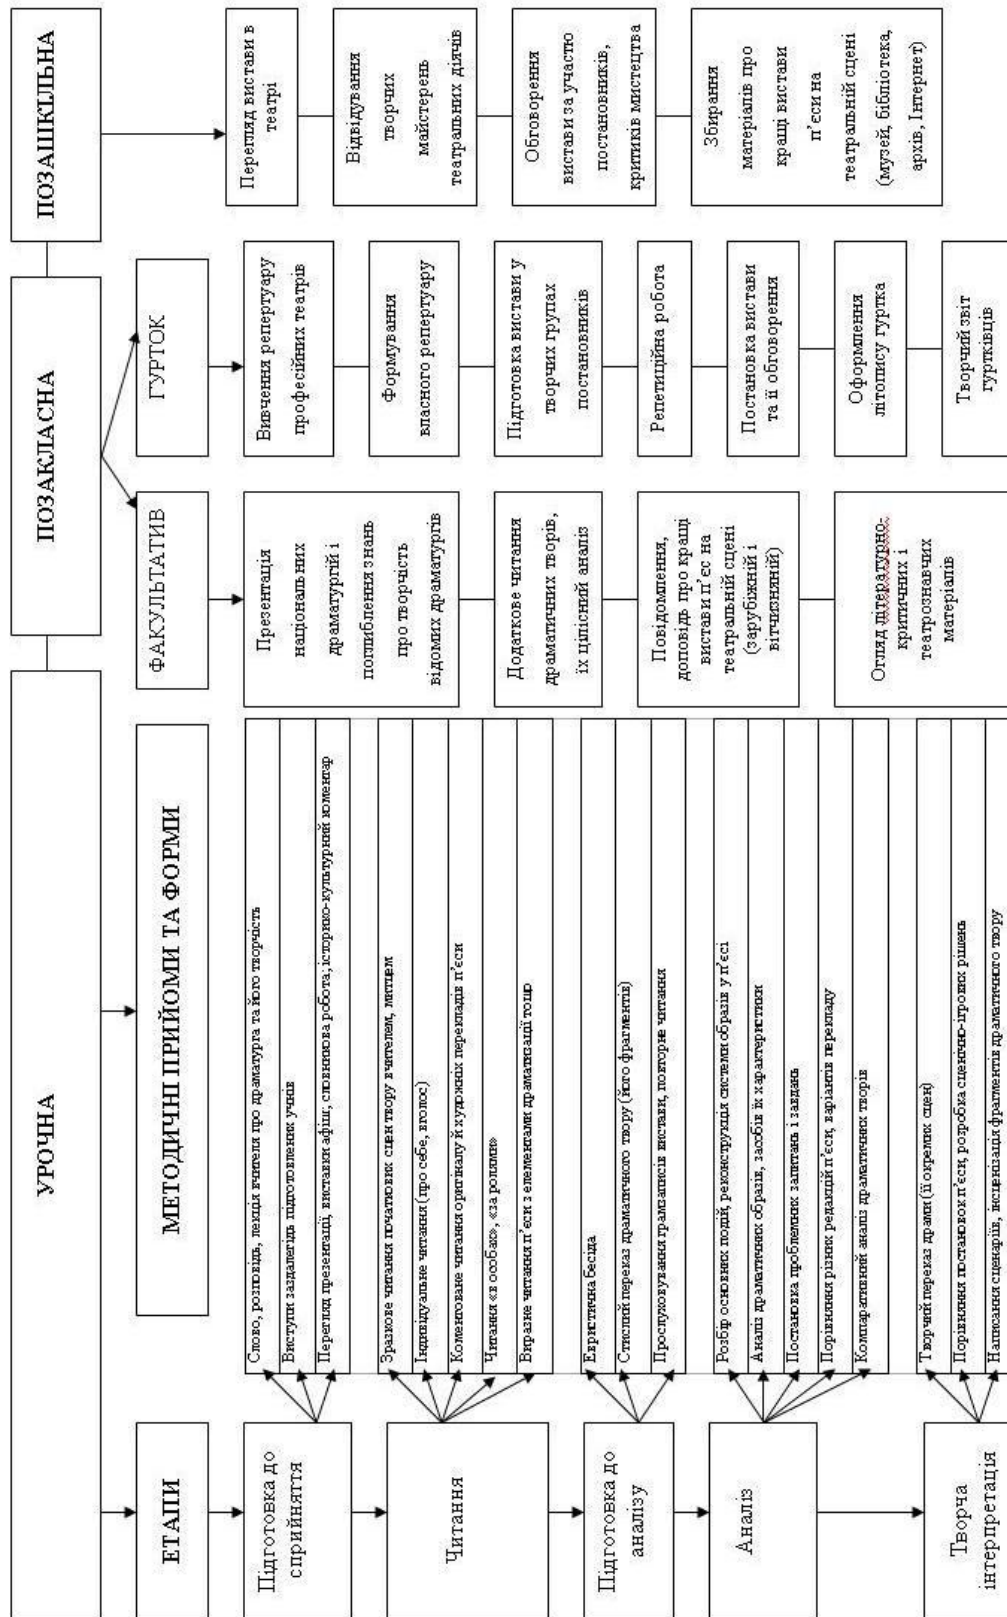 УРОЧНА
ПОЗАКЛАСНА
ПОЗАШКІЛЬНА
ЕТАПИ
МЕТОДИЧНІ ПРИЙОМИ ТА ФОРМИ
ФАКУЛЬТАТИВ
ГУРТОК
Підготовка до
сприйняття
Слово, розповідь, лекція вчителя про драматурга та його творчість
Виступи заздалегідь підготовлених учнів
Перегляд презентації, виставки афіш; словникова робота; історико-культурний коментар
Читання
Зразкове читання початкових сцен твору вчителем, митцем
Індивідуальне читання (про себе, вголос)
Коментоване читання оригіналу й художніх перекладів п’єси
Читання «в особах», «за ролями»
Виразне читання п’єси з елементами драматизації тощо
Підготовка до
аналізу
Евристична бесіда
Стислий переказ драматичного твору (його фрагментів)
Прослуховування грамзаписів вистави, повторне читання
Аналіз
Розбір основних подій, реконструкція системи образів у п’єсі
Аналіз драматичних образів, засобів їх характеристики
Постановка проблемних запитань і завдань
Порівняння різних редакцій п’єси, варіантів перекладу
Компаративний аналіз драматичних творів
Творча
інтерпретація
Творчий переказ драми (її окремих сцен)
Порівняння постановок п’єси, розробка сценічно-ігрових рішень
Написання сценаріїв, інсценізація фрагментів драматичного твору
Презентація
національних
драматургій і
поглиблення знань
про творчість
відомих драматургів
Додаткове читання
драматичних творів,
їх цілісний аналіз
Повідомлення,
доповідь про кращі
вистави п’єс на
театральній сцені
(зарубіжній і
вітчизняній)
Огляд літературно-
критичних і
театрознавчих
матеріалів
Вивчення репертуару
професійних театрів
Формування
власного репертуару
Підготовка вистави у
творчих групах
постановників
Репетиційна робота
Постановка вистави
та її обговорення
Оформлення
літопису гуртка
Творчий звіт
гуртківців
Перегляд вистави в
театрі
Відвідування
творчих
майстерень
театральних діячів
Обговорення
вистави за участю
постановників,
критиків мистецтва
Збирання
матеріалів про
кращі вистави
п’єси на
театральній сцені
(музей, бібліотека,
архів, Інтернет)